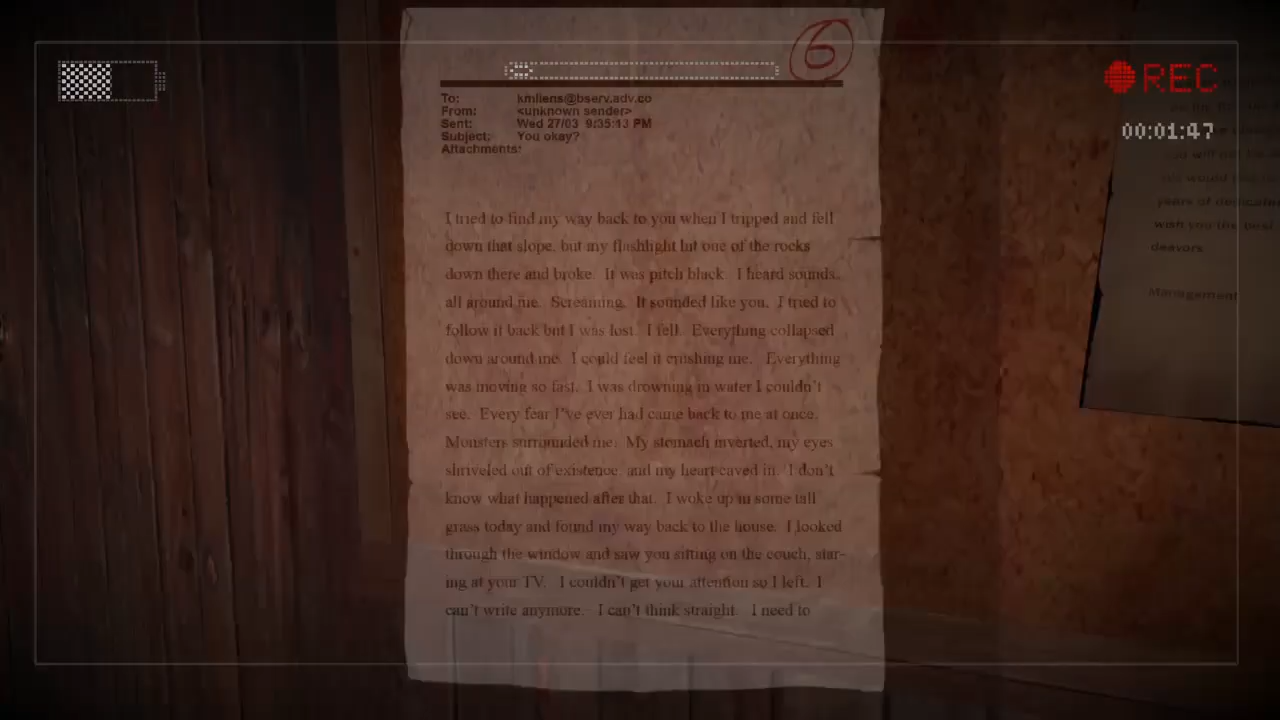 6
REC
00:01:47
To: kmliens@bserv.adv.co
From: <unknown sender>
Sent: Wed 27/03 9:35:13 PM
Subject: You okay?
Attachments:
I tried to find my way back to you when I tripped and fell
down that slope, but my flashlight hit one of the rocks
down there and broke. It was pitch black. I heard sounds
all around me. Screaming. It sounded like you. I tried to
follow it back but I was lost. I fell. Everything collapsed
down around me. I could feel it crushing me. Everything
was moving so fast. I was drowning in water I couldn't
see. Every fear I've ever had came back to me at once.
Monsters surrounded me. My stomach inverted, my eyes
shriveled out of existence, and my heart caved in. I don't
know what happened after that. I woke up in some tall
grass today and found my way back to the house. I looked
through the window and saw you sitting on the couch, star-
ing at your TV. I couldn't get your attention so I left. I
can't write anymore. I can't think straight. I need to
you will not be
we would
years of dedicated
wish you the best
deavors
Management